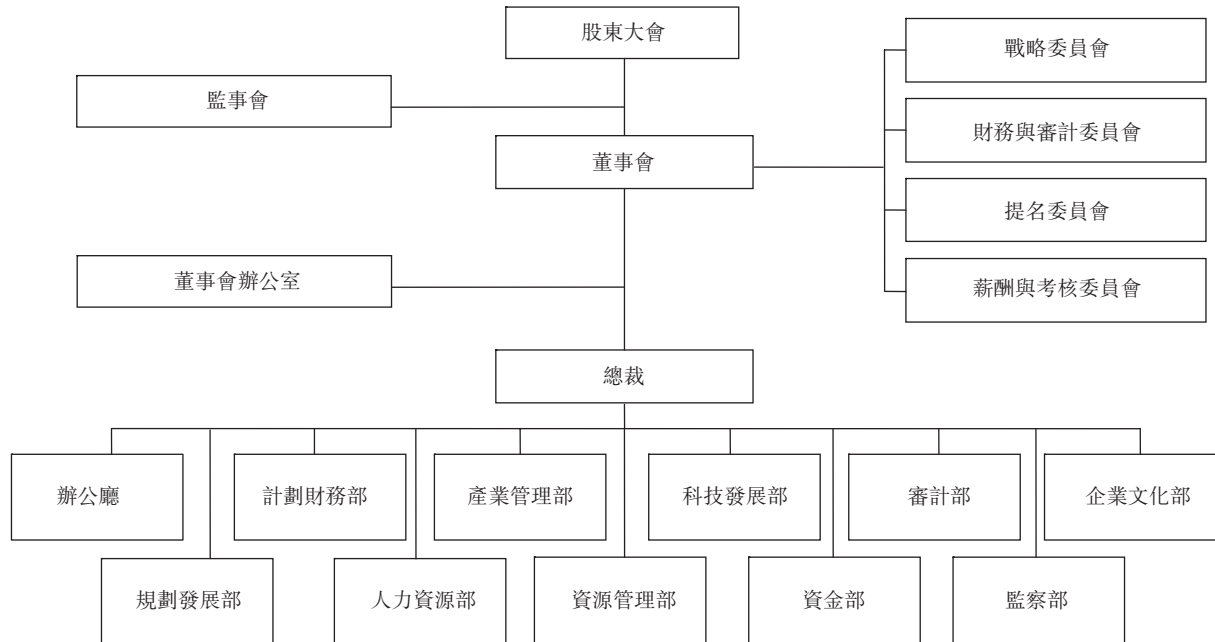 股東大會
監事會
董事會
戰略委員會
財務與審計委員會
提名委員會
薪酬與考核委員會
董事會辦公室
總裁
辦公廳
計劃財務部
產業管理部
科技發展部
審計部
企業文化部
規劃發展部
人力資源部
資源管理部
資金部
監察部